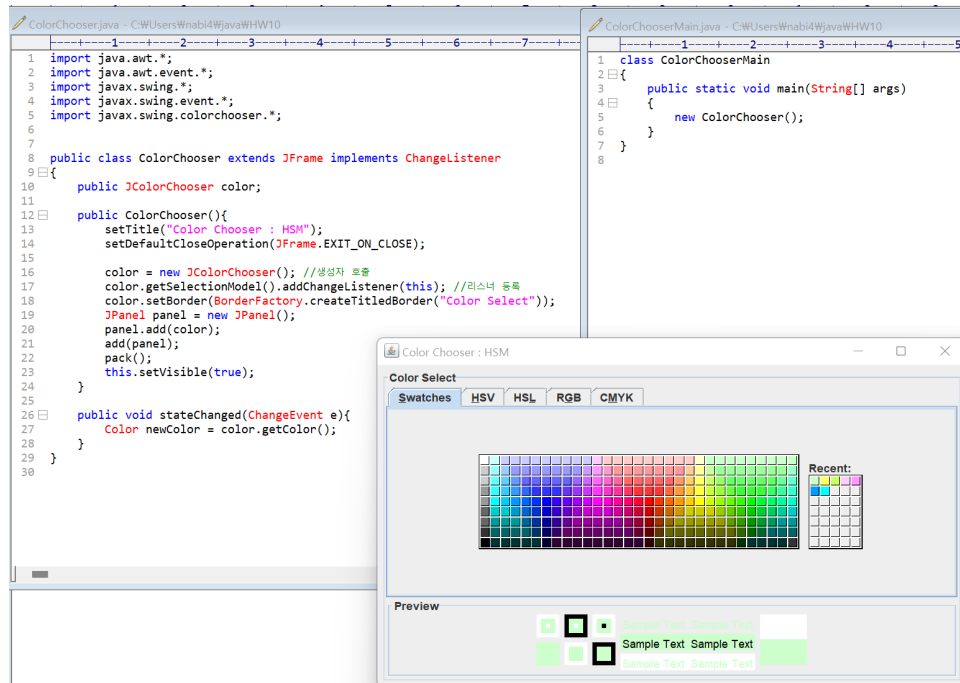 ColorChooser.java - C:₩Users₩nabi4₩java₩HW10
----+----1----+----2----+----3----+----4----+----5----+----6----+----7----+---
1 import java.awt.*;
2 import java.awt.event.*;
3 import javax.swing.*;
4 import javax.swing.event.*;
5 import javax.swing.colorchooser.*;
6
7
8 public class ColorChooser extends JFrame implements ChangeListener
9 {
10 public JColorChooser color;
11
12 public ColorChooser(){
13 setTitle("Color Chooser : HSM");
14 setDefaultCloseOperation(JFrame.EXIT_ON_CLOSE);
15
16 color = new JColorChooser(); //생성자 호출
17 color.getSelectionModel().addChangeListener(this); //리스너 등록
18 color.setBorder(BorderFactory.createTitledBorder("Color Select"));
19 JPanel panel = new JPanel();
20 panel.add(color);
21 add(panel);
22 pack();
23 this.setVisible(true);
24 }
25
26 public void stateChanged(ChangeEvent e){
27 Color newColor = color.getColor();
28 }
29 }
30
ColorChooserMain.java - C:₩Users₩nabi4₩java₩HW10
----+----1----+----2----+----3----+----4----+----5
1 class ColorChooserMain
2 {
3 public static void main(String[] args)
4 {
5 new ColorChooser();
6 }
7 }
8
Color Chooser : HSM
Color Select
Swatches HSV HSL RGB CMYK
Recent:
Preview
Sample Text Sample Text
Sample Text Sample Text
Sample Text Sample Text